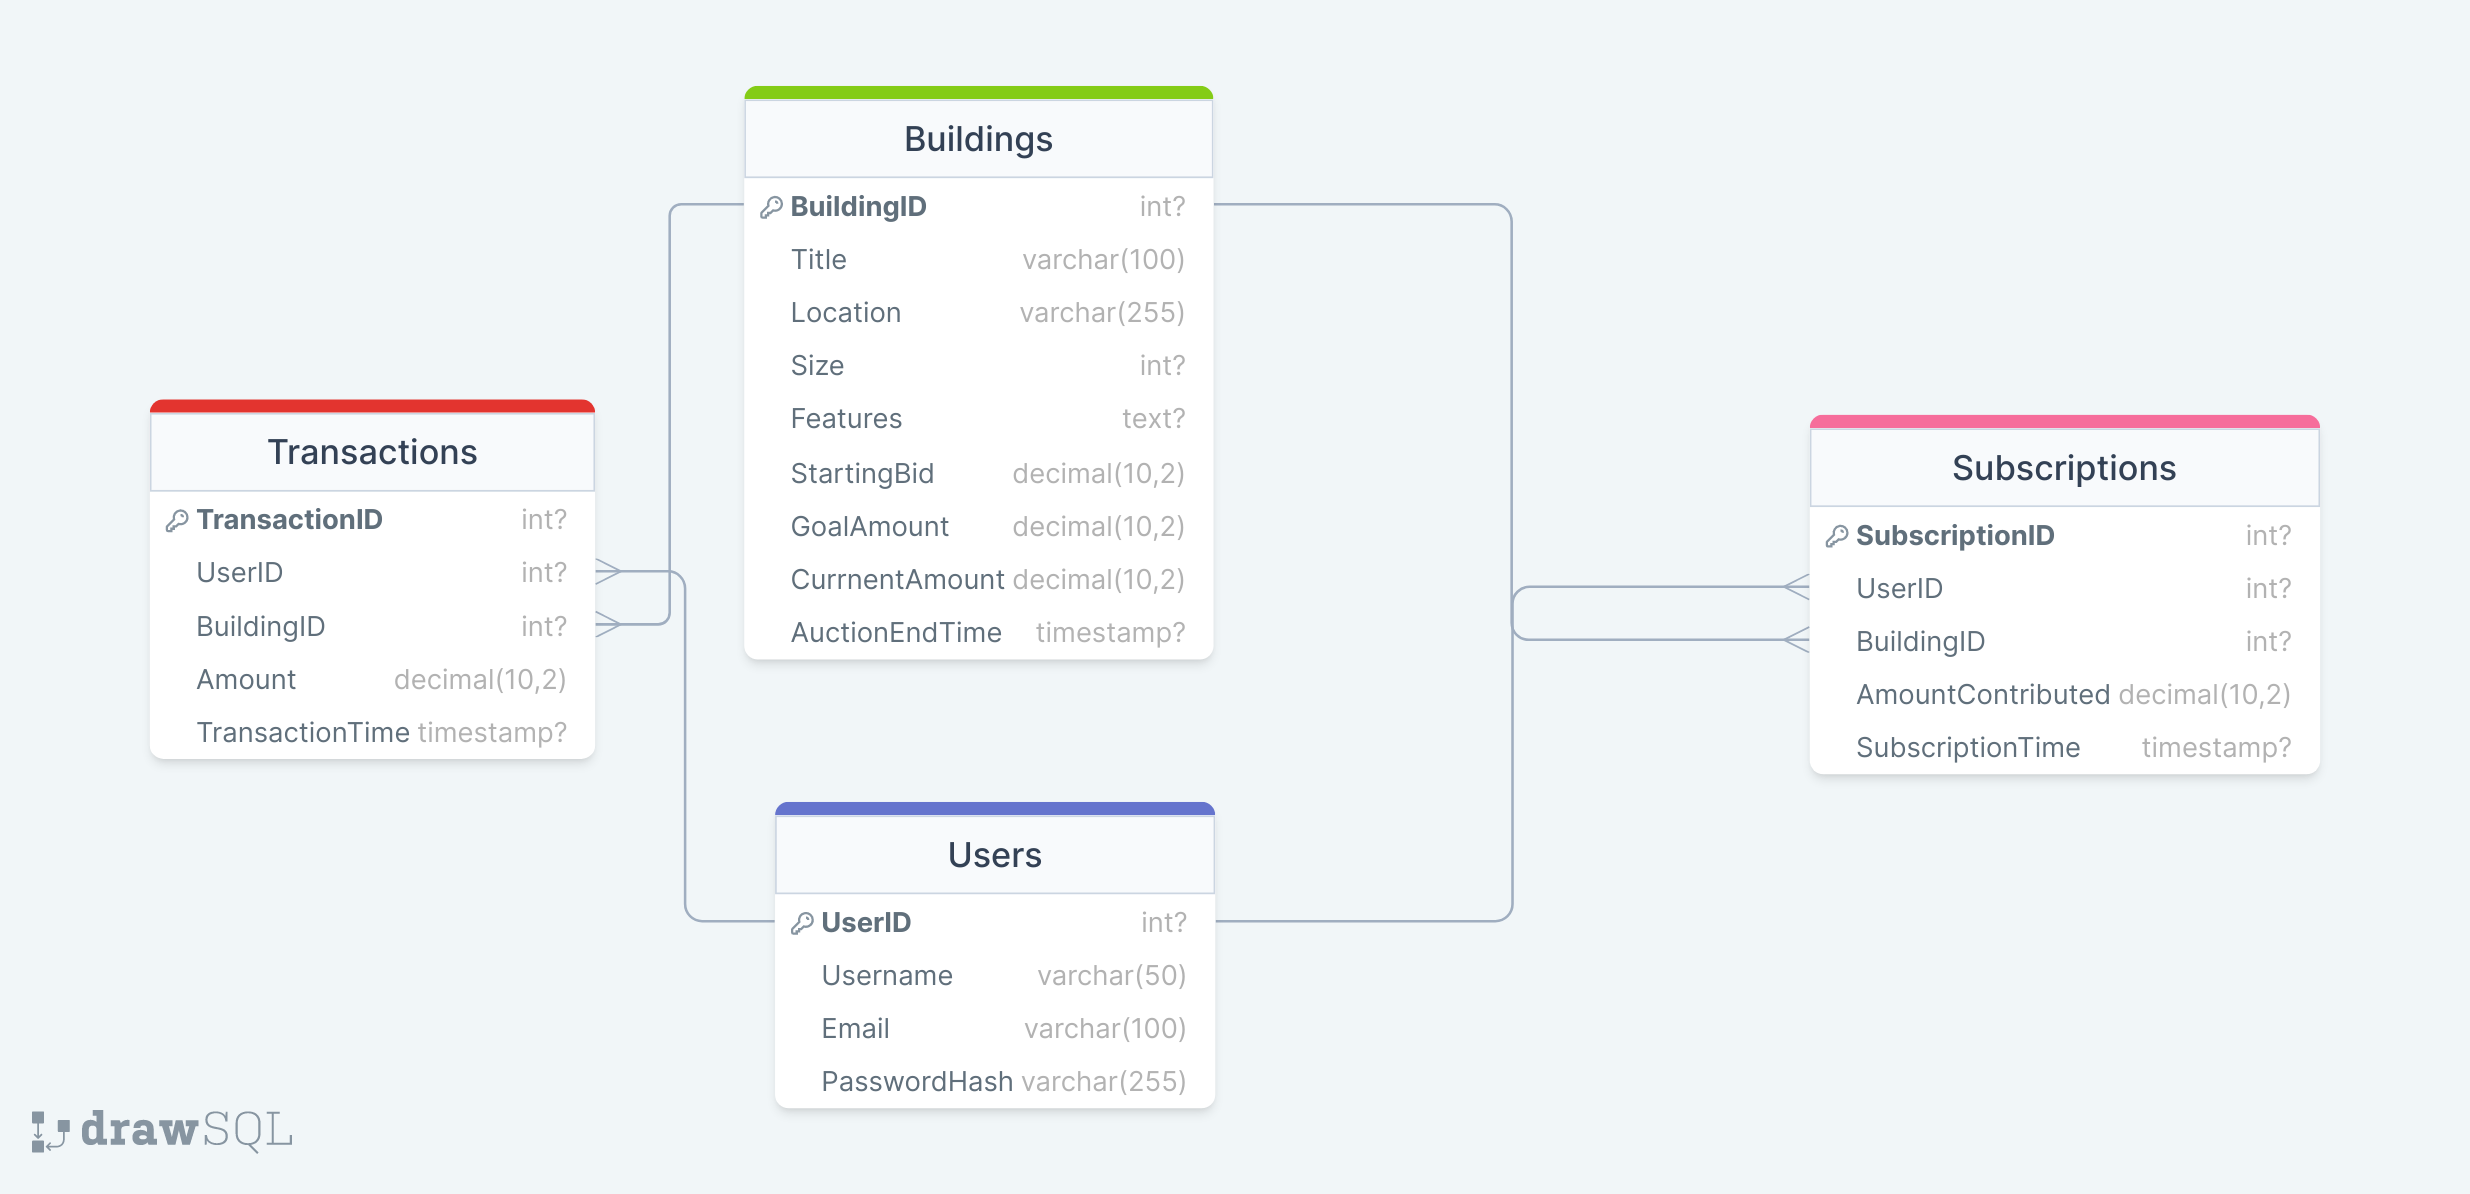 Buildings
BuildingID int?
Title varchar(100)
Location varchar(255)
Size int?
Features text?
StartingBid decimal(10,2)
GoalAmount decimal(10,2)
CurrnentAmount decimal(10,2)
AuctionEndTime timestamp?
Transactions
TransactionID int?
UserID int?
BuildingID int?
Amount decimal(10,2)
TransactionTime timestamp?
Subscriptions
SubscriptionID int?
UserID int?
BuildingID int?
AmountContributed decimal(10,2)
SubscriptionTime timestamp?
Users
UserID int?
Username varchar(50)
Email varchar(100)
PasswordHash varchar(255)
drawSQL